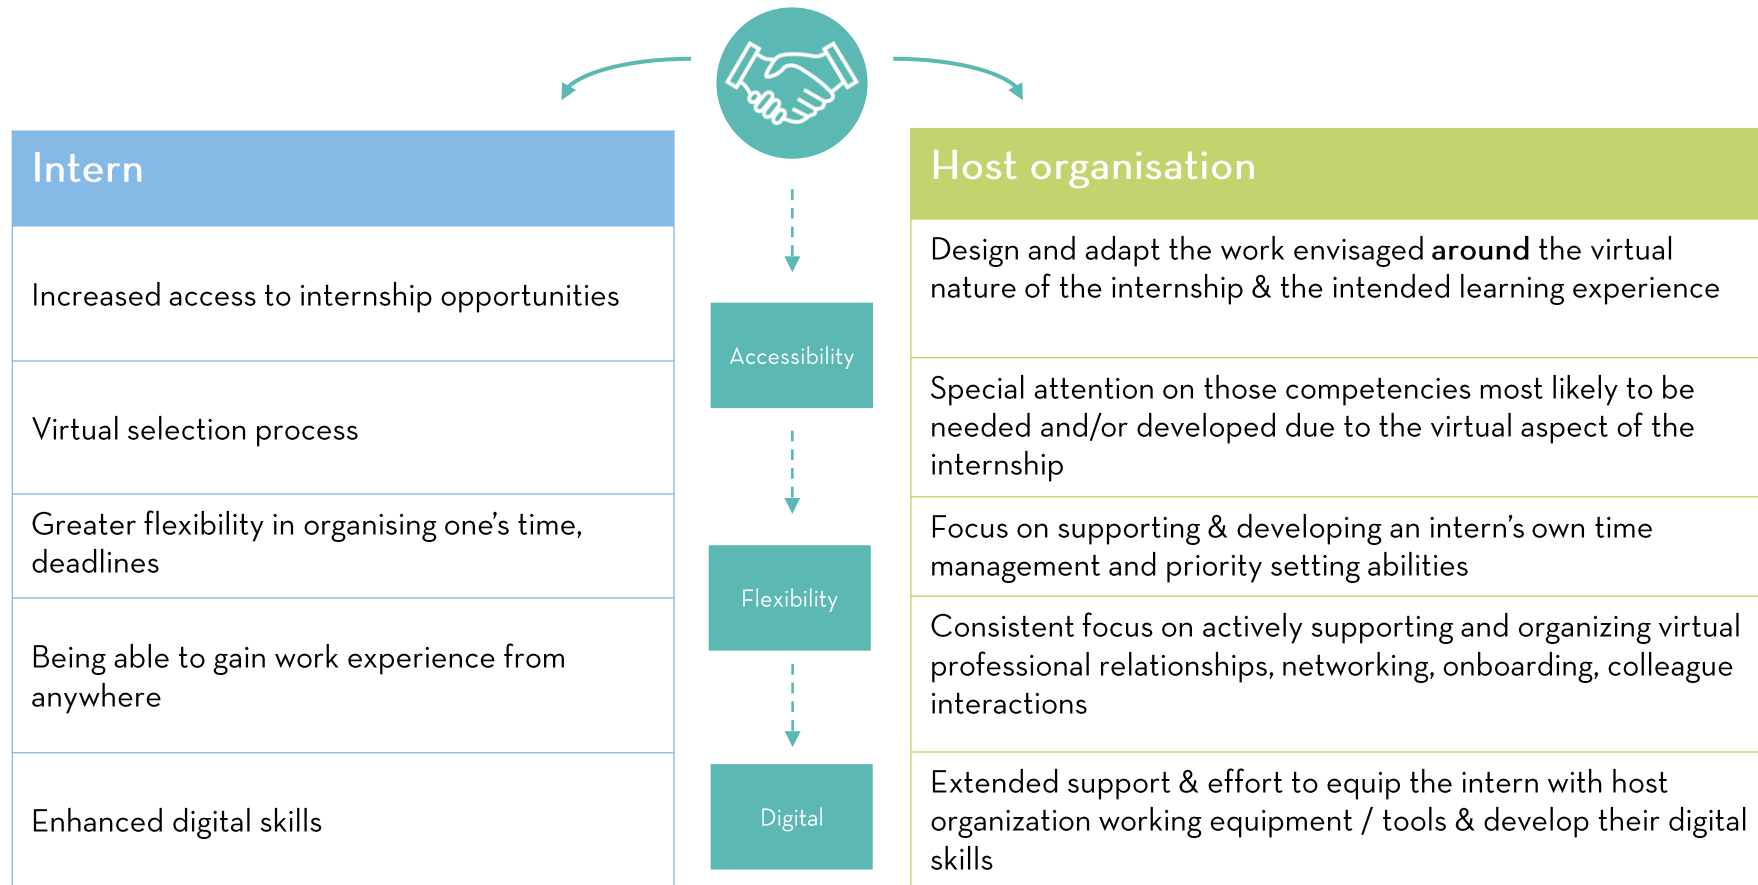 Intern
Increased access to internship opportunities
Virtual selection process
Greater flexibility in organising one's time,
deadlines
Being able to gain work experience from
anywhere
Enhanced digital skills
Accessibility
Flexibility
Digital
Host organisation
Design and adapt the work envisaged around the virtual
nature of the internship & the intended learning experience
Special attention on those competencies most likely to be
needed and/or developed due to the virtual aspect of the
internship
Focus on supporting & developing an intern's own time
management and priority setting abilities
Consistent focus on actively supporting and organizing virtual
professional relationships, networking, onboarding, colleague
interactions
Extended support & effort to equip the intern with host
organization working equipment / tools & develop their digital
skills